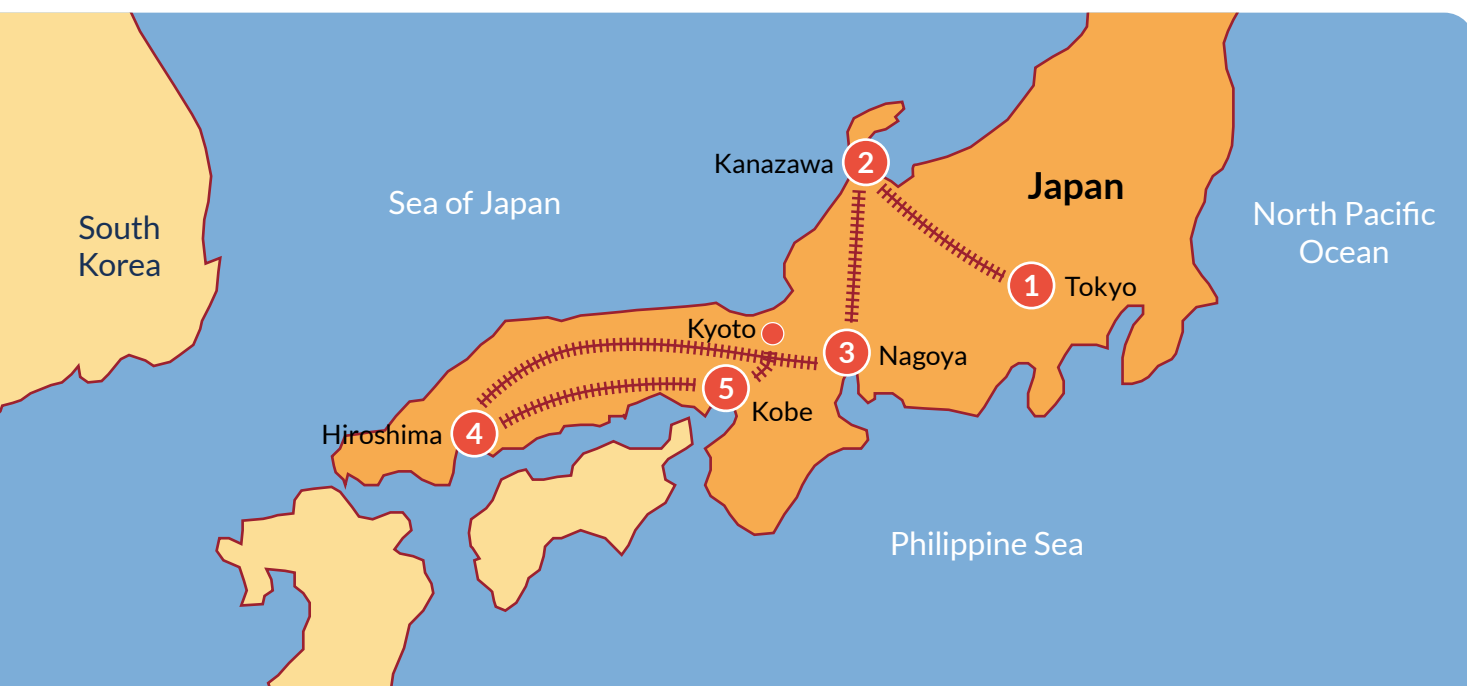 Kanazawa
2
Japan
Sea of Japan
North Pacific
Ocean
South
Korea
1
Tokyo
Kyoto
3
Nagoya
5
Kobe
Hiroshima
4
Philippine Sea